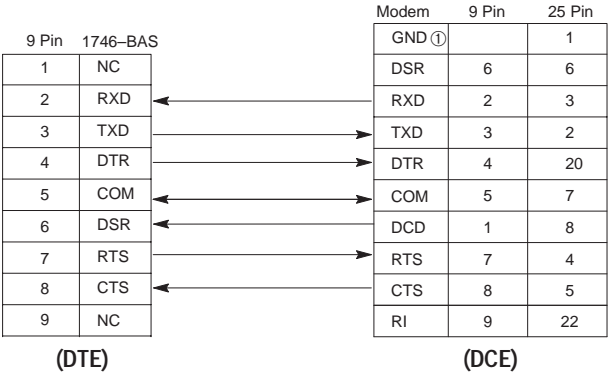 Modem 9 Pin 25 Pin
GND ① 1
9 Pin 1746–BAS
1 NC DSR 6 6
2 RXD RXD 2 3
3 TXD TXD 3 2
4 DTR DTR 4 20
5 COM COM 5 7
6 DSR DCD 1 8
7 RTS RTS 7 4
8 CTS CTS 8 5
9 NC RI 9 22
(DTE) (DCE)